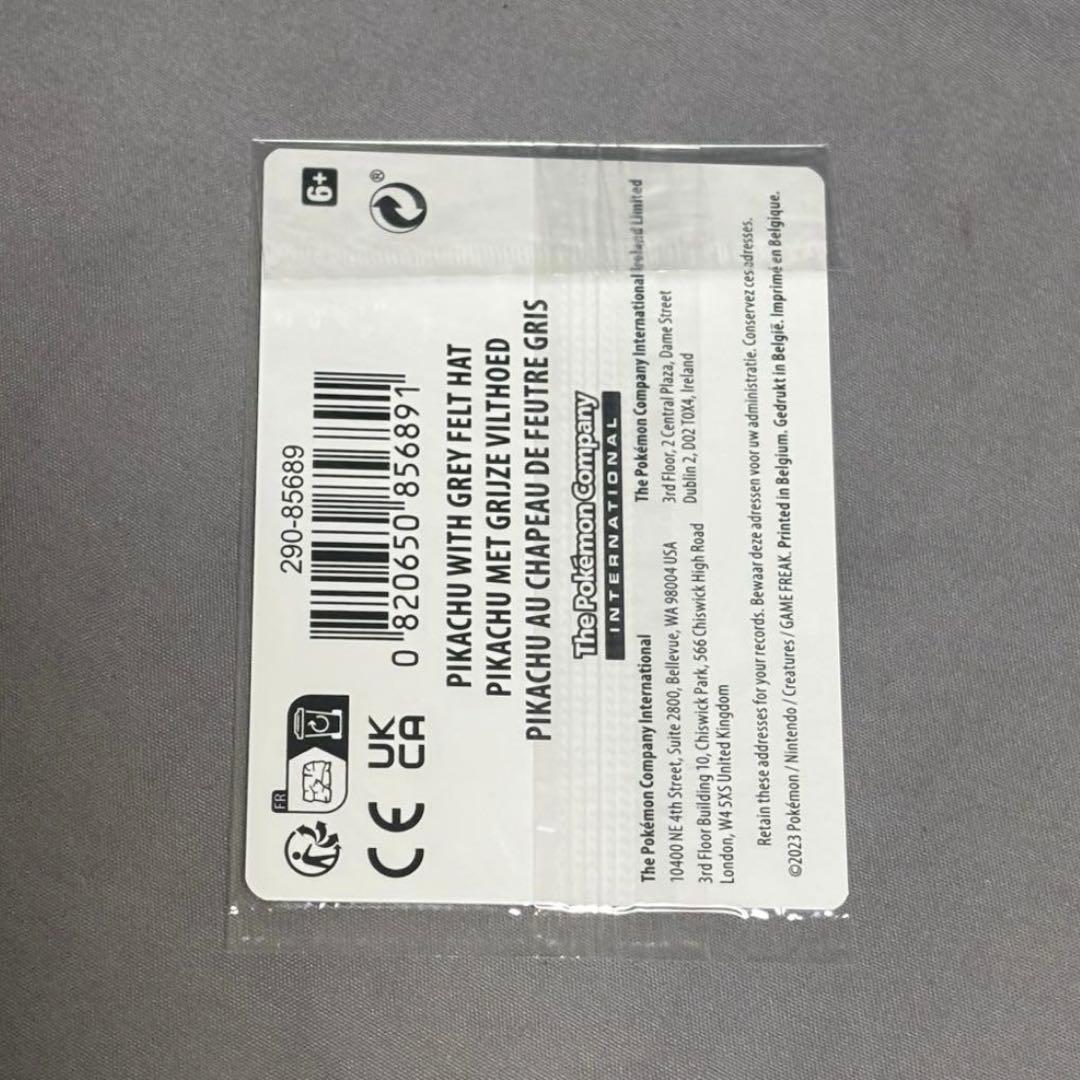 290-85689
0 820650 856891
6+
®
FR
CE
UK
CA
PIKACHU WITH GREY FELT HAT
PIKACHU MET GRIJZE VILTHOED
PIKACHU AU CHAPEAU DE FEUTRE GRIS
The Pokémon Company
INTERNATIONAL
The Pokémon Company International
10400 NE 4th Street, Suite 2800, Bellevue, WA 98004 USA
3rd Floor Building 10, Chiswick Park, 566 Chiswick High Road
London, W4 5XS United Kingdom
The Pokémon Company International Ireland Limited
3rd Floor, 2 Central Plaza, Dame Street
Dublin 2, D02 T0X4, Ireland
Retain these addresses for your records. Bewaar deze adressen voor uw administratie. Conservez ces adresses.
©2023 Pokémon / Nintendo / Creatures / GAME FREAK. Printed in Belgium. Gedrukt in België. Imprimé en Belgique.